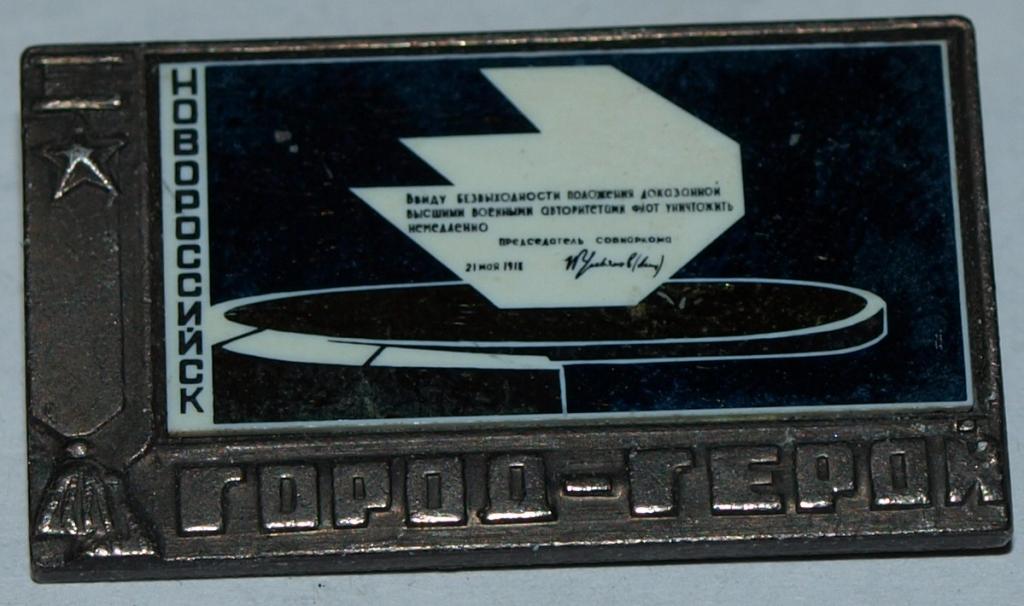 НОВОРОССИЙСК
Ввиду безвыходности положения доказанной
высшими военными авторитетами флот уничтожить
немедленно
председатель совнаркома
21 мая 1918
ГОРОД-ГЕРОЙ